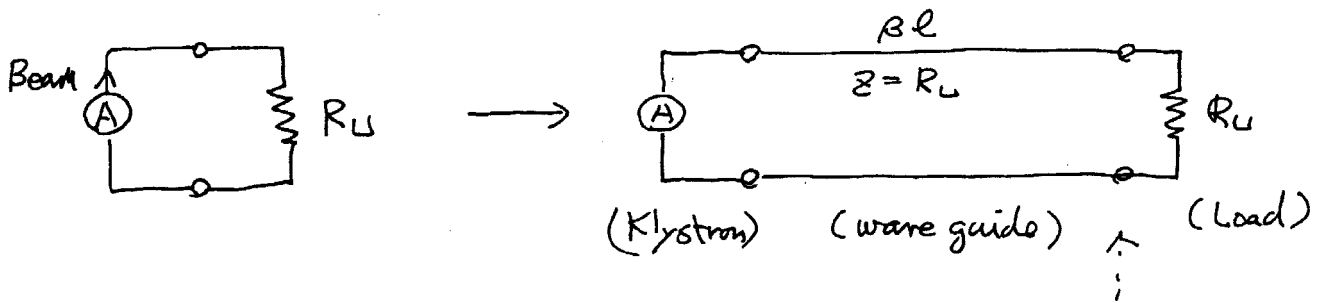 Beam
A
R_L
A
βℓ
Z = R_L
R_L
(Klystron) (wave guide) (Load)